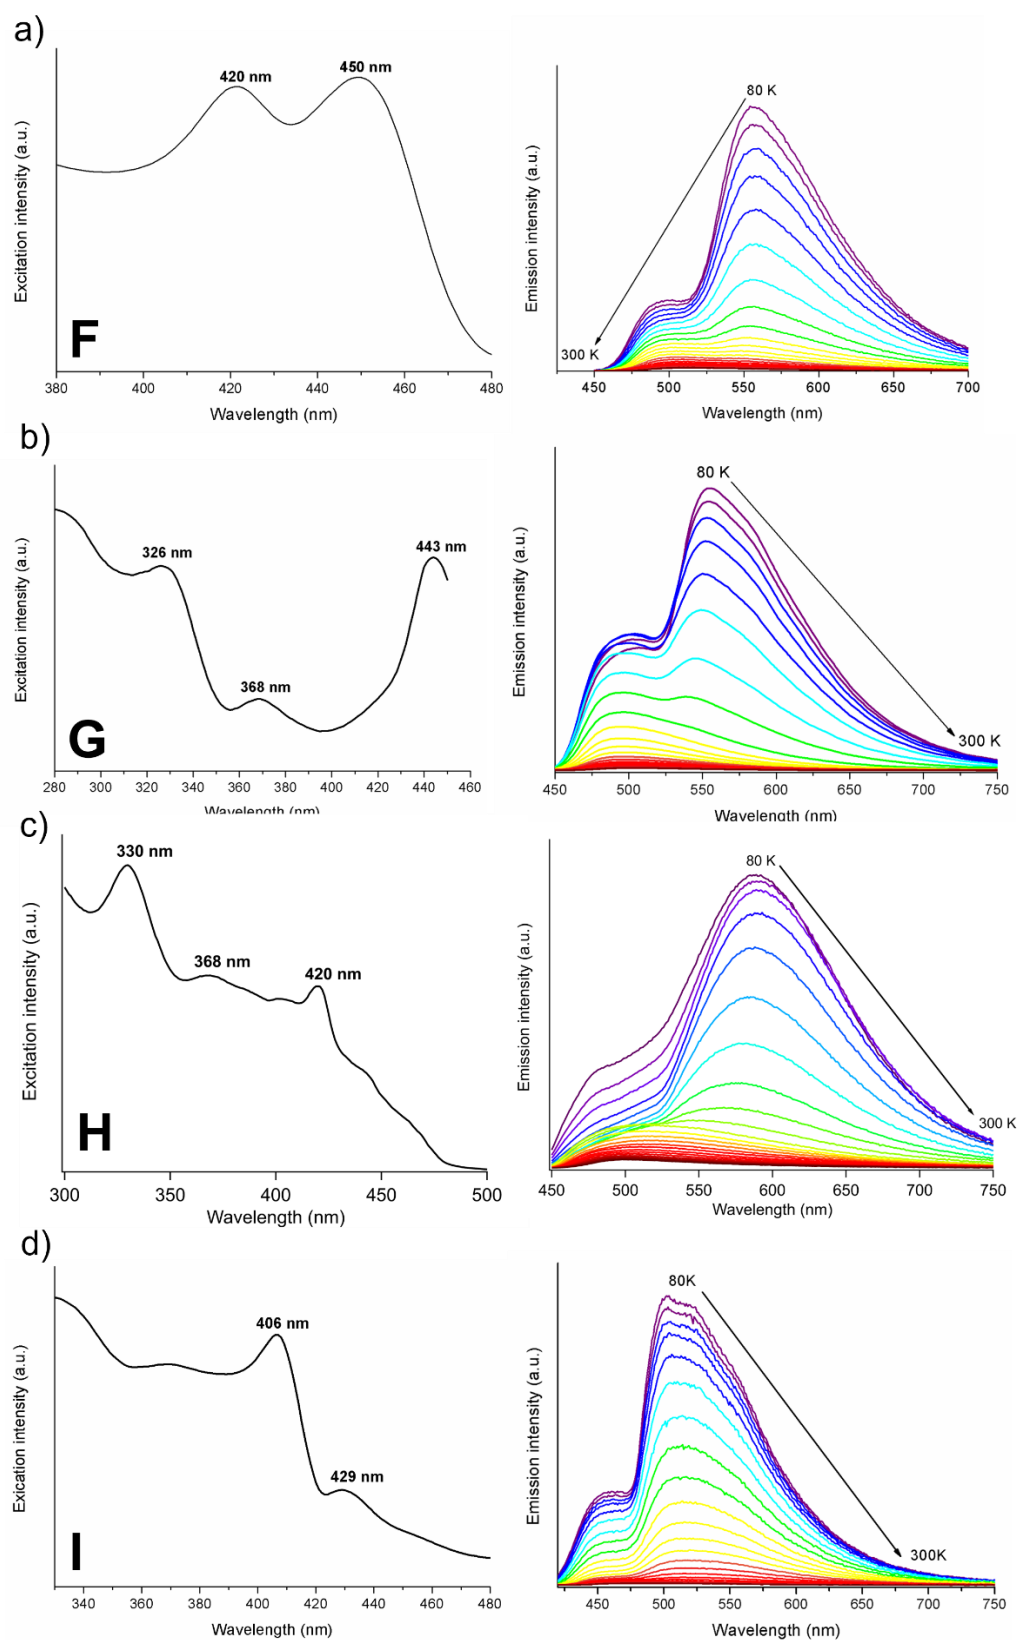 a)
Excitation intensity (a.u.)
420 nm
450 nm
F
380 400 420 440 460 480
Wavelength (nm)
Emission intensity (a.u.)
80 K
300 K
450 500 550 600 650 700
Wavelength (nm)
b)
Excitation intensity (a.u.)
326 nm
368 nm
443 nm
G
280 300 320 340 360 380 400 420 440 460
Wavelength (nm)
Emission intensity (a.u.)
80 K
300 K
450 500 550 600 650 700 750
Wavelength (nm)
c)
Excitation intensity (a.u.)
330 nm
368 nm
420 nm
H
300 350 400 450 500
Wavelength (nm)
Emission intensity (a.u.)
80 K
300 K
450 500 550 600 650 700 750
Wavelength (nm)
d)
Exication intensity (a.u.)
406 nm
429 nm
I
340 360 380 400 420 440 460 480
Wavelength (nm)
Emission intensity (a.u.)
80K
300K
450 500 550 600 650 700 750
Wavelength (nm)